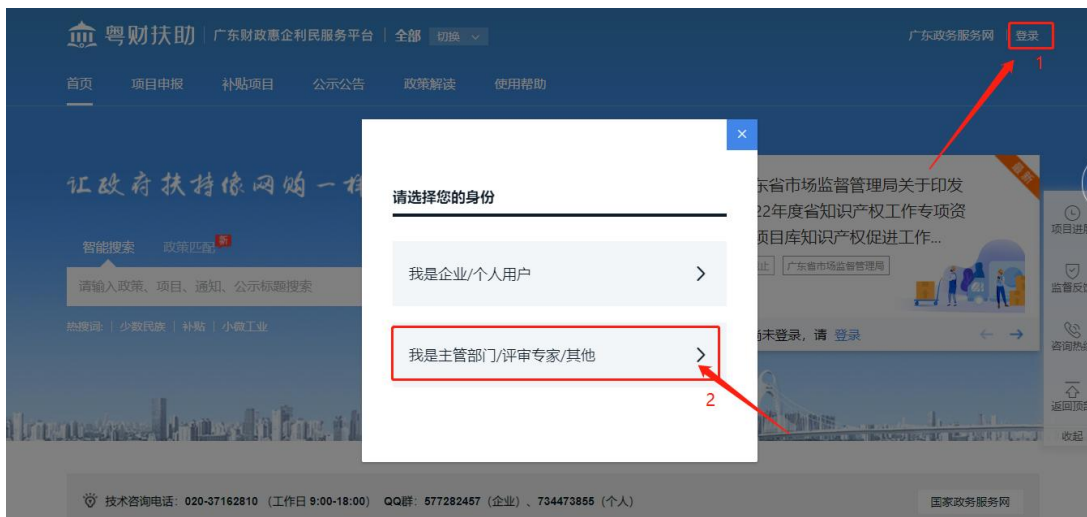 粤财扶助 广东财政惠企利民服务平台 全部 切换 广东政务服务网 登录
1
首页 项目申报 补贴项目 公示公告 政策解读 使用帮助
让政府扶持像网购一样
请选择您的身份
东省市场监督管理局关于印发
22年度省知识产权工作专项资
项目库知识产权促进工作...
最新
智能搜索 政策匹配 新
广东省市场监督管理局
请输入政策、项目、通知、公示标题搜索
我是企业/个人用户
热搜词: 少数民族 | 补贴 | 小微工业
我是主管部门/评审专家/其他
2
尚未登录，请 登录
项目进
监督反
咨询热
返回顶
收起
技术咨询电话：020-37162810（工作日 9:00-18:00） QQ群：577282457（企业）、734473855（个人）
国家政务服务网